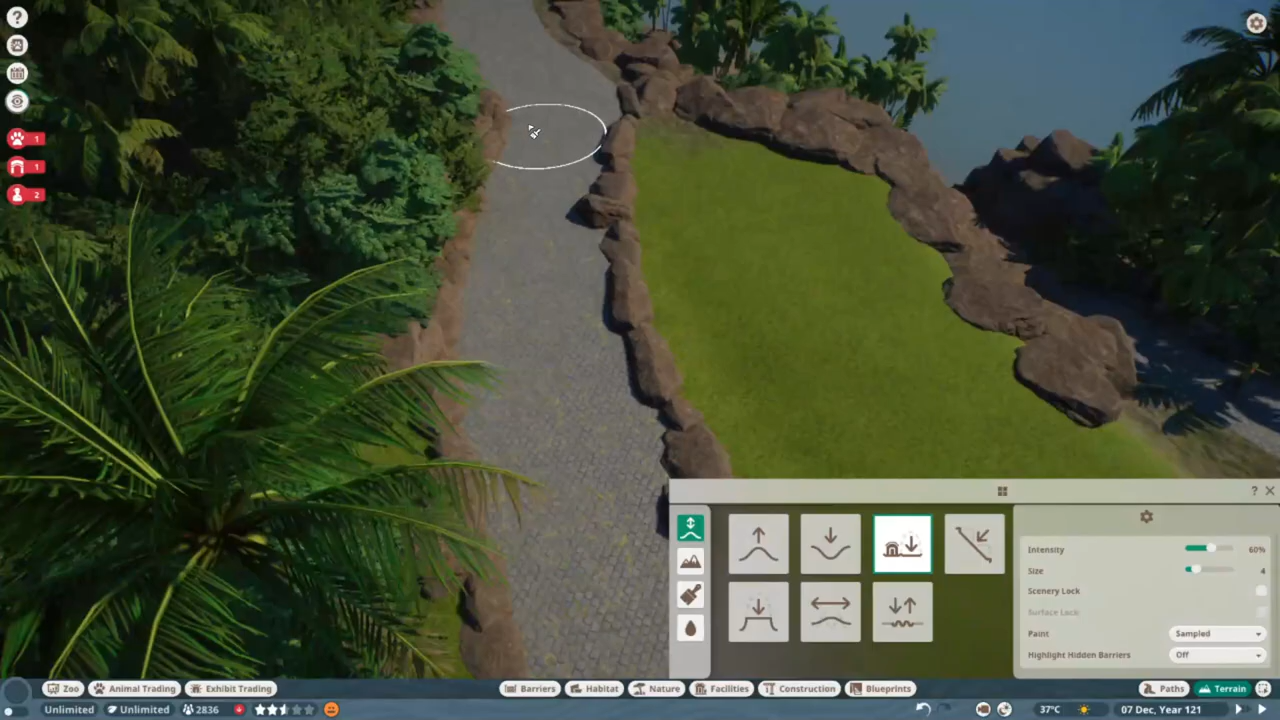 ?
1
1
2
? ×
Intensity 60%
Size 4
Scenery Lock
Surface Lock
Paint Sampled
Highlight Hidden Barriers Off
Zoo Animal Trading Exhibit Trading Barriers Habitat Nature Facilities Construction Blueprints Paths Terrain
Unlimited Unlimited 2836 37°C 07 Dec, Year 121